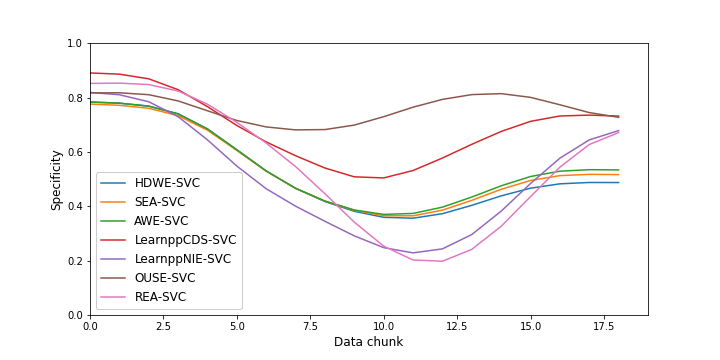 1.0
0.8
0.6
0.4
0.2
0.0
Specificity
HDWE-SVC
SEA-SVC
AWE-SVC
LearnppCDS-SVC
LearnppNIE-SVC
OUSE-SVC
REA-SVC
0.0 2.5 5.0 7.5 10.0 12.5 15.0 17.5
Data chunk